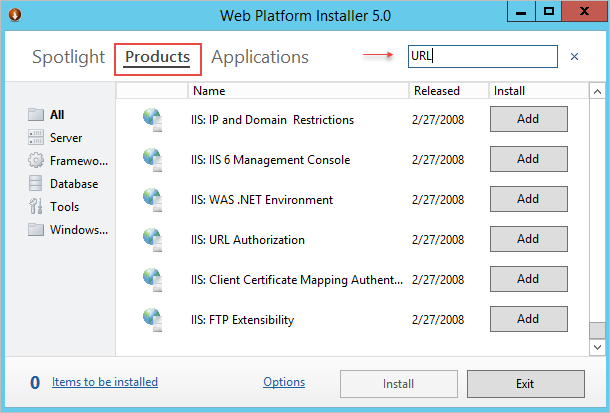 Web Platform Installer 5.0
Spotlight Products Applications URL
Name Released Install
All
Server
Framewo...
Database
Tools
Windows...
IIS: IP and Domain Restrictions 2/27/2008 Add
IIS: IIS 6 Management Console 2/27/2008 Add
IIS: WAS .NET Environment 2/27/2008 Add
IIS: URL Authorization 2/27/2008 Add
IIS: Client Certificate Mapping Authent... 2/27/2008 Add
IIS: FTP Extensibility 2/27/2008 Add
0 Items to be installed Options Install Exit